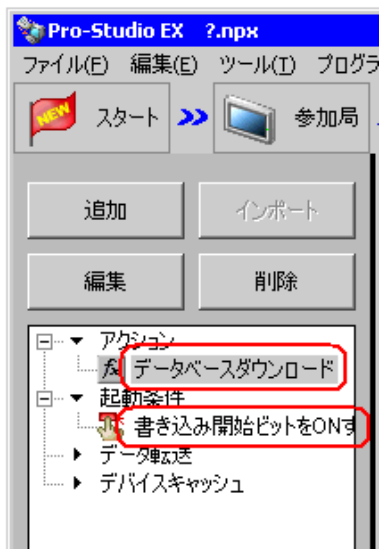 Pro-Studio EX ?.npx
ファイル(F) 編集(E) ツール(T) プログラ
NEW スタート 参加局
追加 インポート
編集 削除
アクション
fx データベースダウンロード
起動条件
書き込み開始ビットをONす
データ転送
デバイスキャッシュ